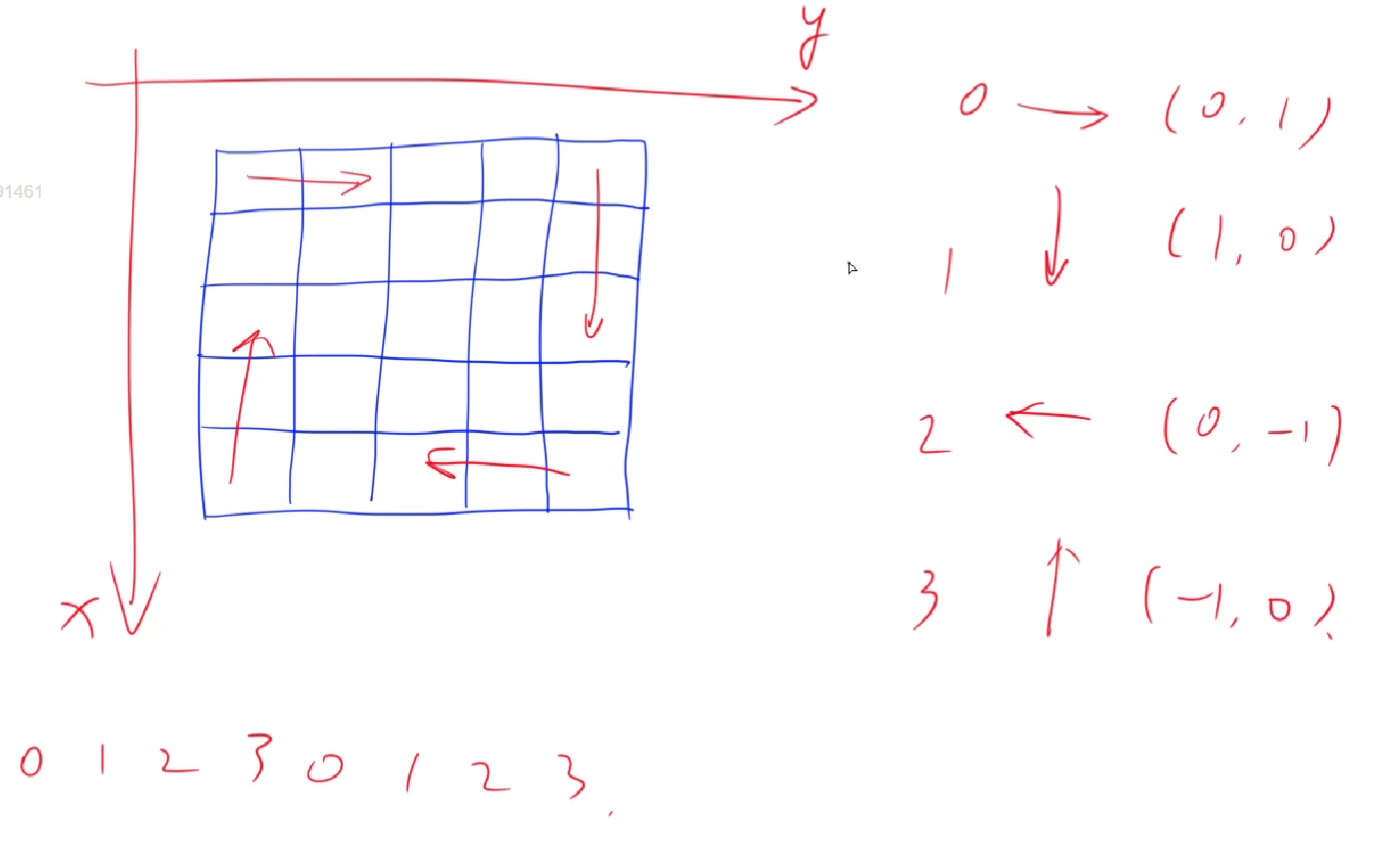 y
0 → (0, 1)
91461
1 ↓ (1, 0)
2 ← (0, -1)
3 ↑ (-1, 0)
x
0 1 2 3 0 1 2 3